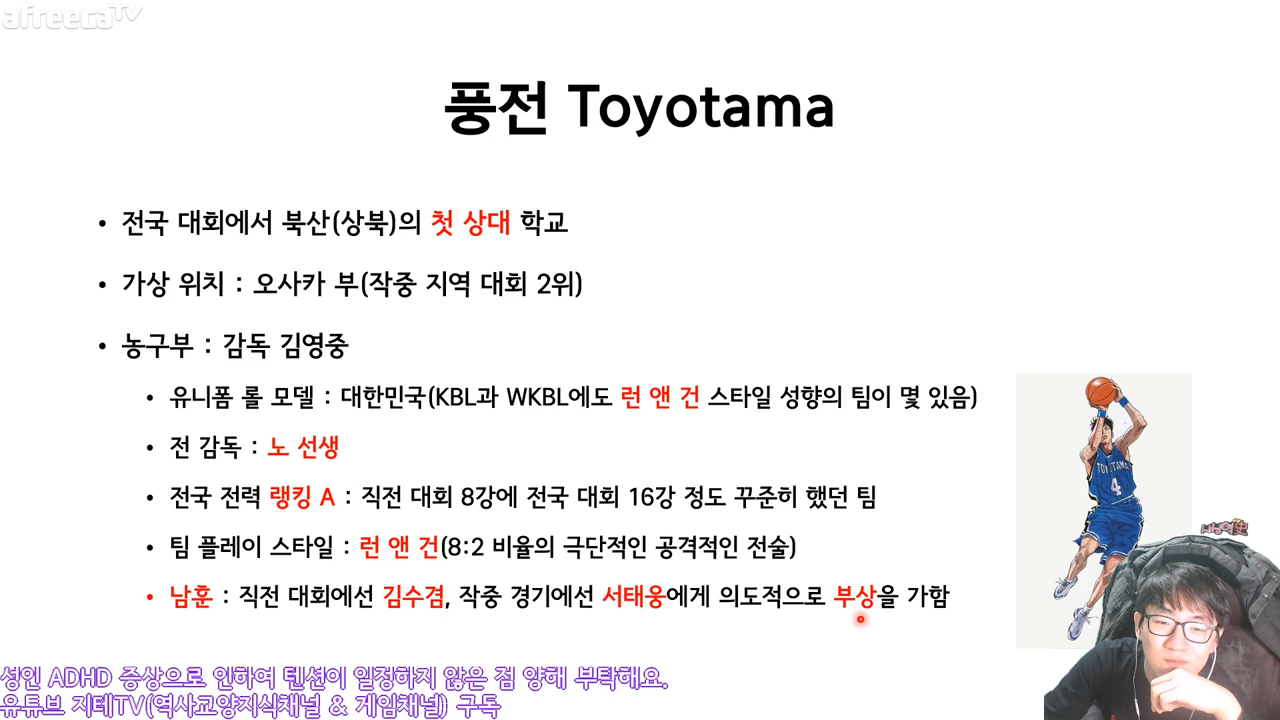 afreecaTV
풍전 Toyotama
• 전국 대회에서 북산(상북)의 첫 상대 학교
• 가상 위치 : 오사카 부(작중 지역 대회 2위)
• 농구부 : 감독 김영중
• 유니폼 롤 모델 : 대한민국(KBL과 WKBL에도 런 앤 건 스타일 성향의 팀이 몇 있음)
• 전 감독 : 노 선생
• 전국 전력 랭킹 A : 직전 대회 8강에 전국 대회 16강 정도 꾸준히 했던 팀
• 팀 플레이 스타일 : 런 앤 건(8:2 비율의 극단적인 공격적인 전술)
• 남훈 : 직전 대회에선 김수겸, 작중 경기에선 서태웅에게 의도적으로 부상을 가함
TOYOTAMA
4
성인 ADHD 증상으로 인하여 텐션이 일정하지 않은 점 양해 부탁해요.
유튜브 지테TV(역사교양지식채널 & 게임채널) 구독